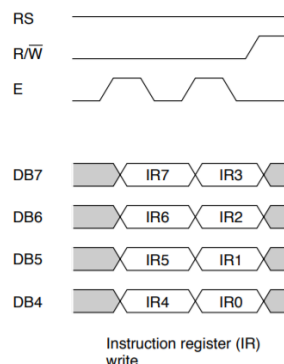 RS
R/W̅
E
DB7 IR7 IR3
DB6 IR6 IR2
DB5 IR5 IR1
DB4 IR4 IR0
Instruction register (IR)
write